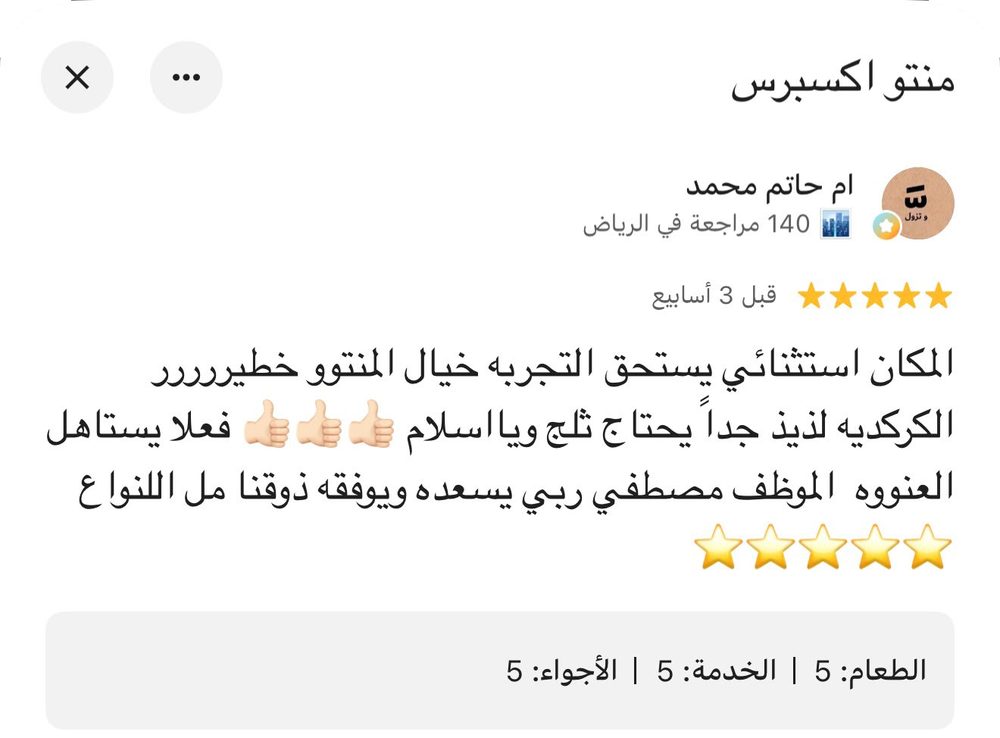 منتو اكسبرس
ام حاتم محمد
140 مراجعة في الرياض
قبل 3 أسابيع
المكان استثنائي يستحق التجربه خيال المنتوو خطيرررررر
الكركديه لذيذ جداً يحتاج ثلج ويااسلام 👍🏻👍🏻👍🏻 فعلا يستاهل
العنووه الموظف مصطفي ربي يسعده ويوفقه ذوقنا مل اللنواع
⭐⭐⭐⭐⭐
الطعام: 5 | الخدمة: 5 | الأجواء: 5